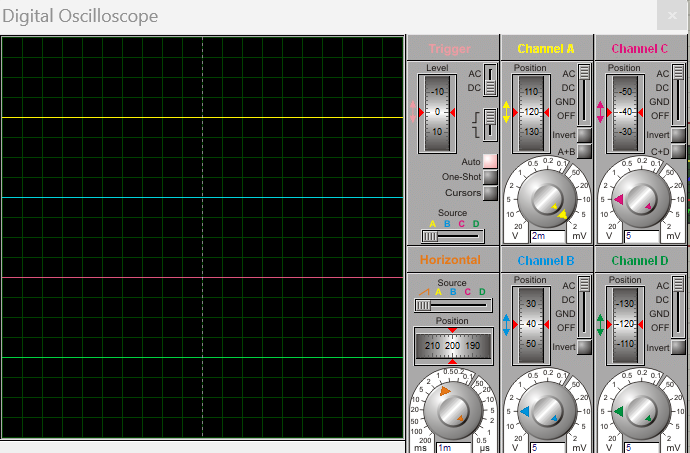 Digital Oscilloscope
×
Trigger
Level
-10
0
10
AC
DC
Auto
One-Shot
Cursors
Source
A B C D
Channel A
Position
110
120
130
AC
DC
GND
OFF
Invert
A+B
0.5 0.2 0.1
1 50
2 20
5 10
10 5
20 2
V 2m mV
Channel C
Position
-50
-40
-30
AC
DC
GND
OFF
Invert
C+D
0.5 0.2 0.1
1 50
2 20
5 10
10 5
20 2
V 5 mV
Horizontal
Source
A B C D
Position
210 200 190
1 0.5 0.2 0.1
2 50
5 20
10
20 5
50 2
100 1
200 0.5
ms 1m µs
Channel B
Position
30
40
50
AC
DC
GND
OFF
Invert
0.5 0.2 0.1
1 50
2 20
5 10
10 5
20 2
V 5 mV
Channel D
Position
-130
-120
-110
AC
DC
GND
OFF
Invert
0.5 0.2 0.1
1 50
2 20
5 10
10 5
20 2
V 5 mV